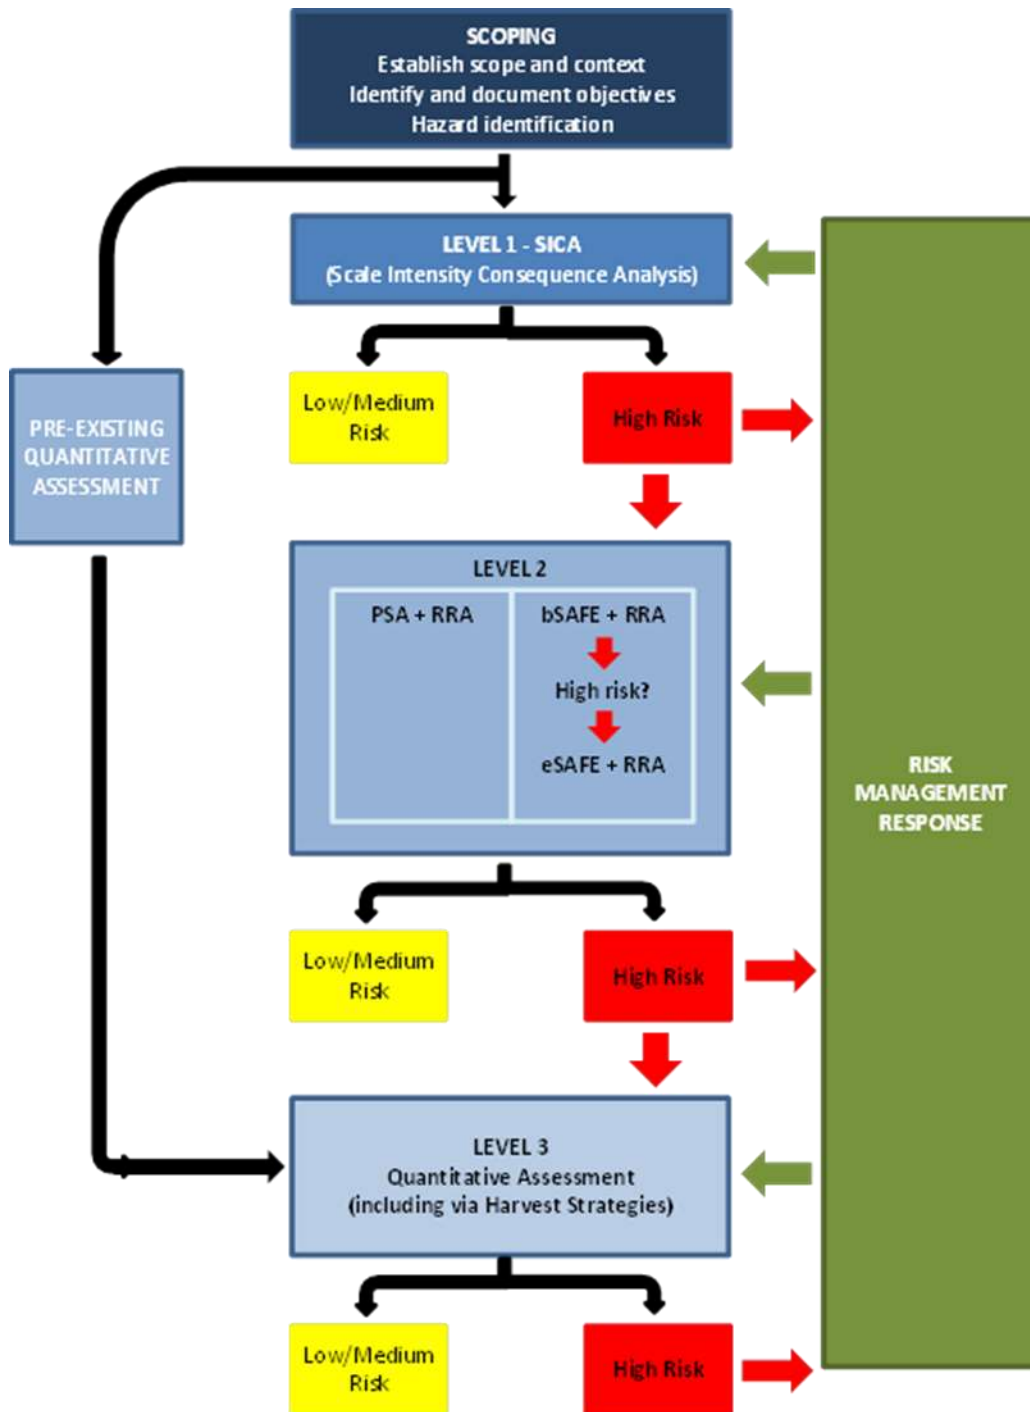 SCOPING
Establish scope and context
Identify and document objectives
Hazard identification
LEVEL 1 - SICA
(Scale Intensity Consequence Analysis)
Low/Medium
Risk
High Risk
PRE-EXISTING
QUANTITATIVE
ASSESSMENT
LEVEL 2
PSA + RRA
bSAFE + RRA
High risk?
eSAFE + RRA
RISK
MANAGEMENT
RESPONSE
Low/Medium
Risk
High Risk
LEVEL 3
Quantitative Assessment
(including via Harvest Strategies)
Low/Medium
Risk
High Risk